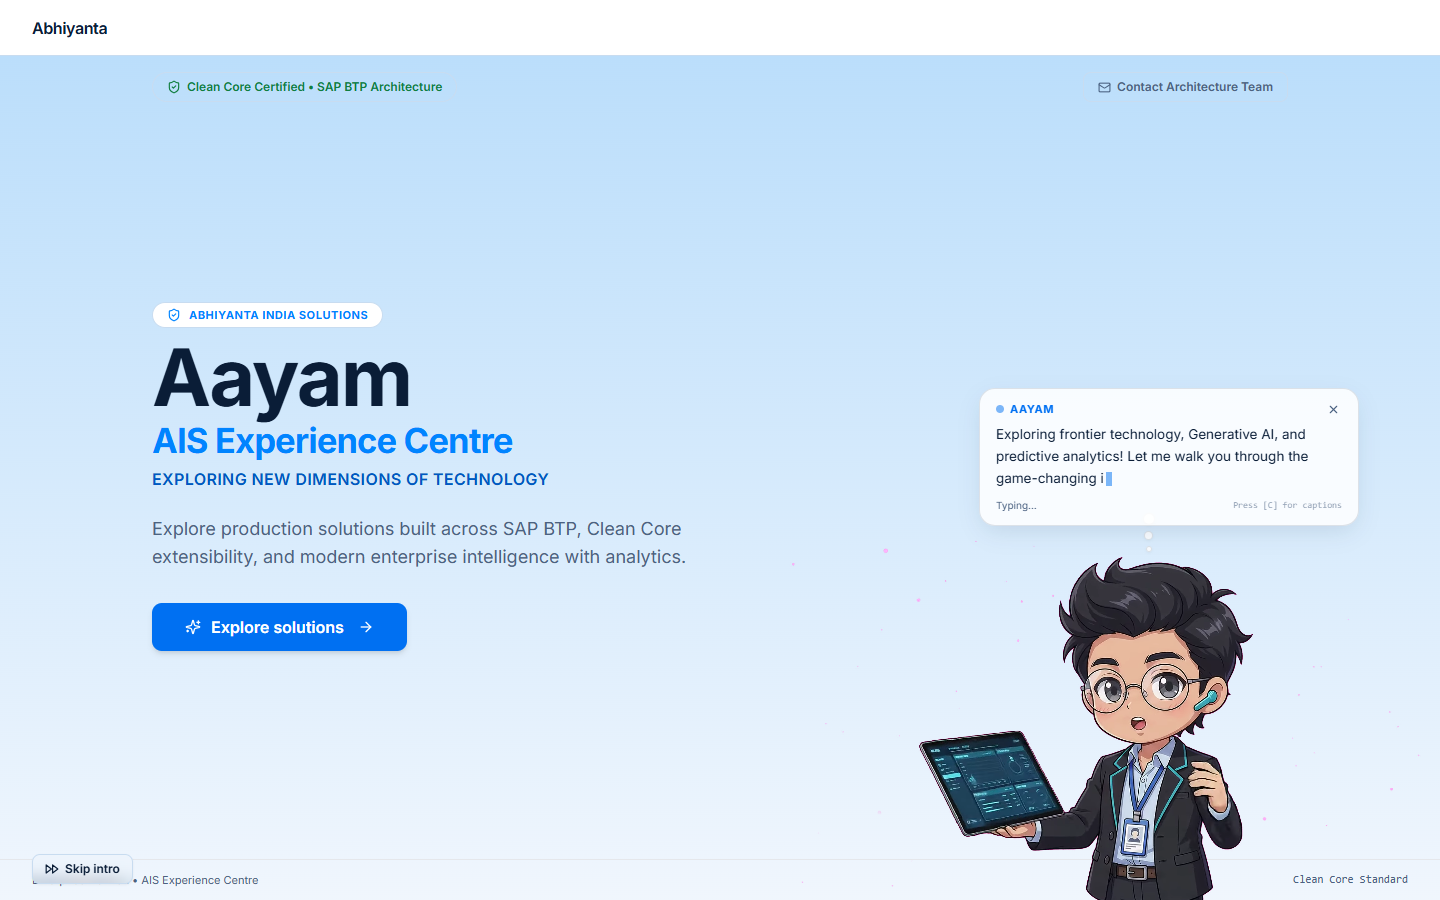 Abhiyanta
Clean Core Certified • SAP BTP Architecture
Contact Architecture Team
ABHIYANTA INDIA SOLUTIONS
Aayam
AIS Experience Centre
EXPLORING NEW DIMENSIONS OF TECHNOLOGY
Explore production solutions built across SAP BTP, Clean Core
extensibility, and modern enterprise intelligence with analytics.
Explore solutions
AAYAM
Exploring frontier technology, Generative AI, and
predictive analytics! Let me walk you through the
game-changing i
Typing...
Press [C] for captions
Skip intro
• AIS Experience Centre
Clean Core Standard